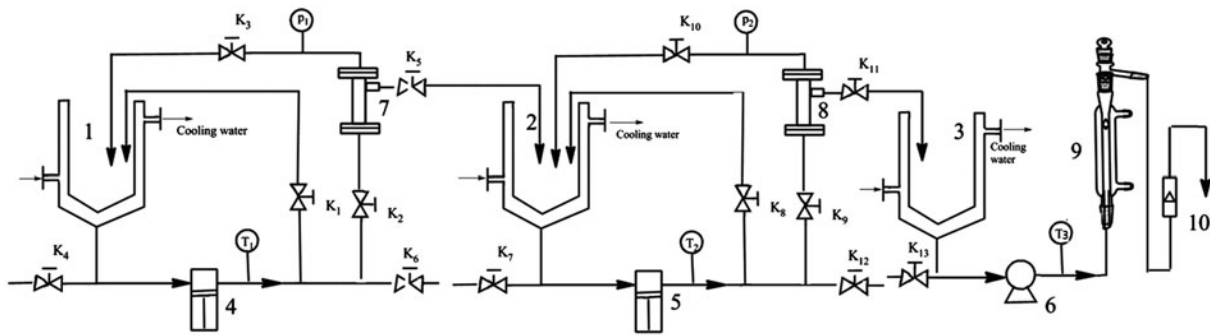 K3
P1
K10
P2
K5
K11
1
7
2
8
3
9
Cooling water
Cooling water
Cooling
water
K1
K2
K8
K9
10
K4
T1
K6
K7
T2
K12
K13
T3
4
5
6